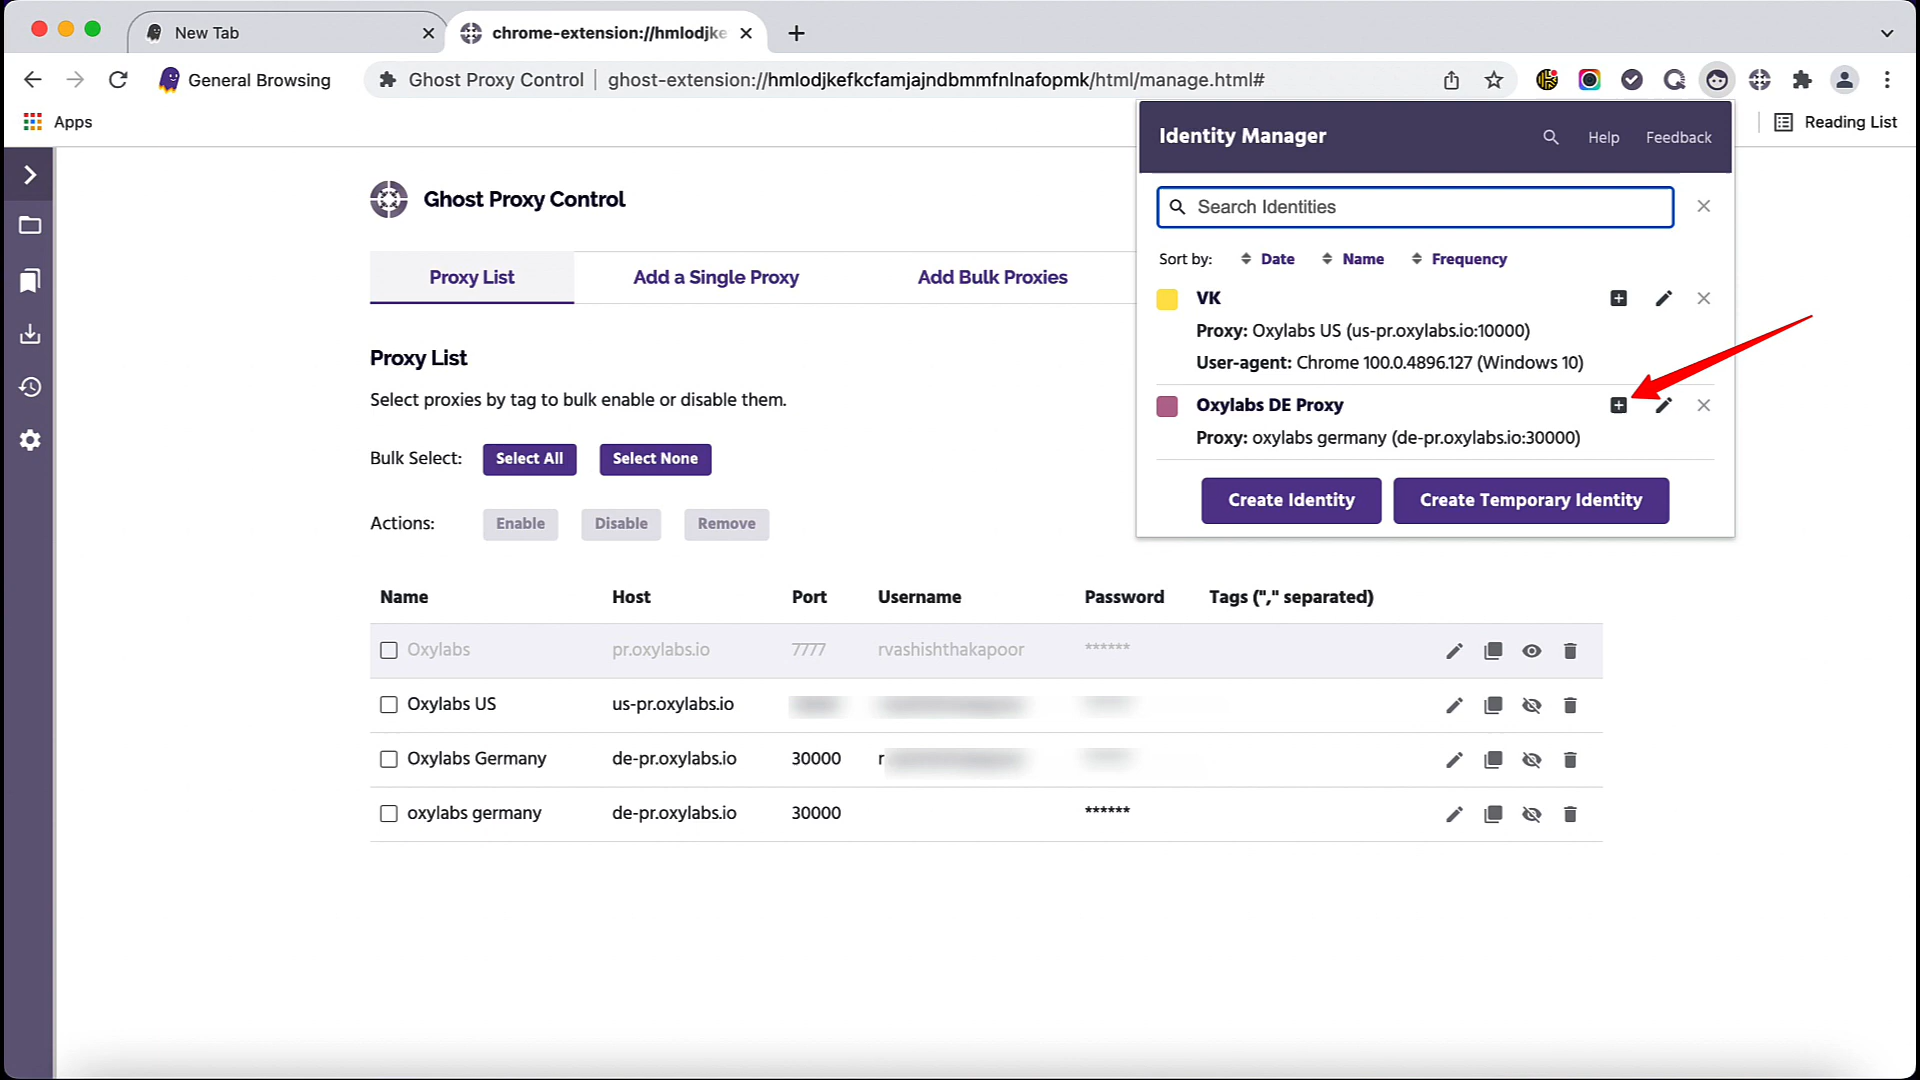 New Tab
chrome-extension://hmlodjke
General Browsing
Ghost Proxy Control
ghost-extension://hmlodjkefkcfamjajndbmmfnlnafopmk/html/manage.html#
Apps
Reading List
Identity Manager
Help
Feedback
Search Identities
Sort by: Date Name Frequency
VK
Proxy: Oxylabs US (us-pr.oxylabs.io:10000)
User-agent: Chrome 100.0.4896.127 (Windows 10)
Oxylabs DE Proxy
Proxy: oxylabs germany (de-pr.oxylabs.io:30000)
Create Identity
Create Temporary Identity
Ghost Proxy Control
Proxy List
Add a Single Proxy
Add Bulk Proxies
Proxy List
Select proxies by tag to bulk enable or disable them.
Bulk Select: Select All Select None
Actions: Enable Disable Remove
Name Host Port Username Password Tags ("," separated)
Oxylabs pr.oxylabs.io 7777 rvashishthakapoor ******
Oxylabs US us-pr.oxylabs.io
Oxylabs Germany de-pr.oxylabs.io 30000 r
oxylabs germany de-pr.oxylabs.io 30000 ******